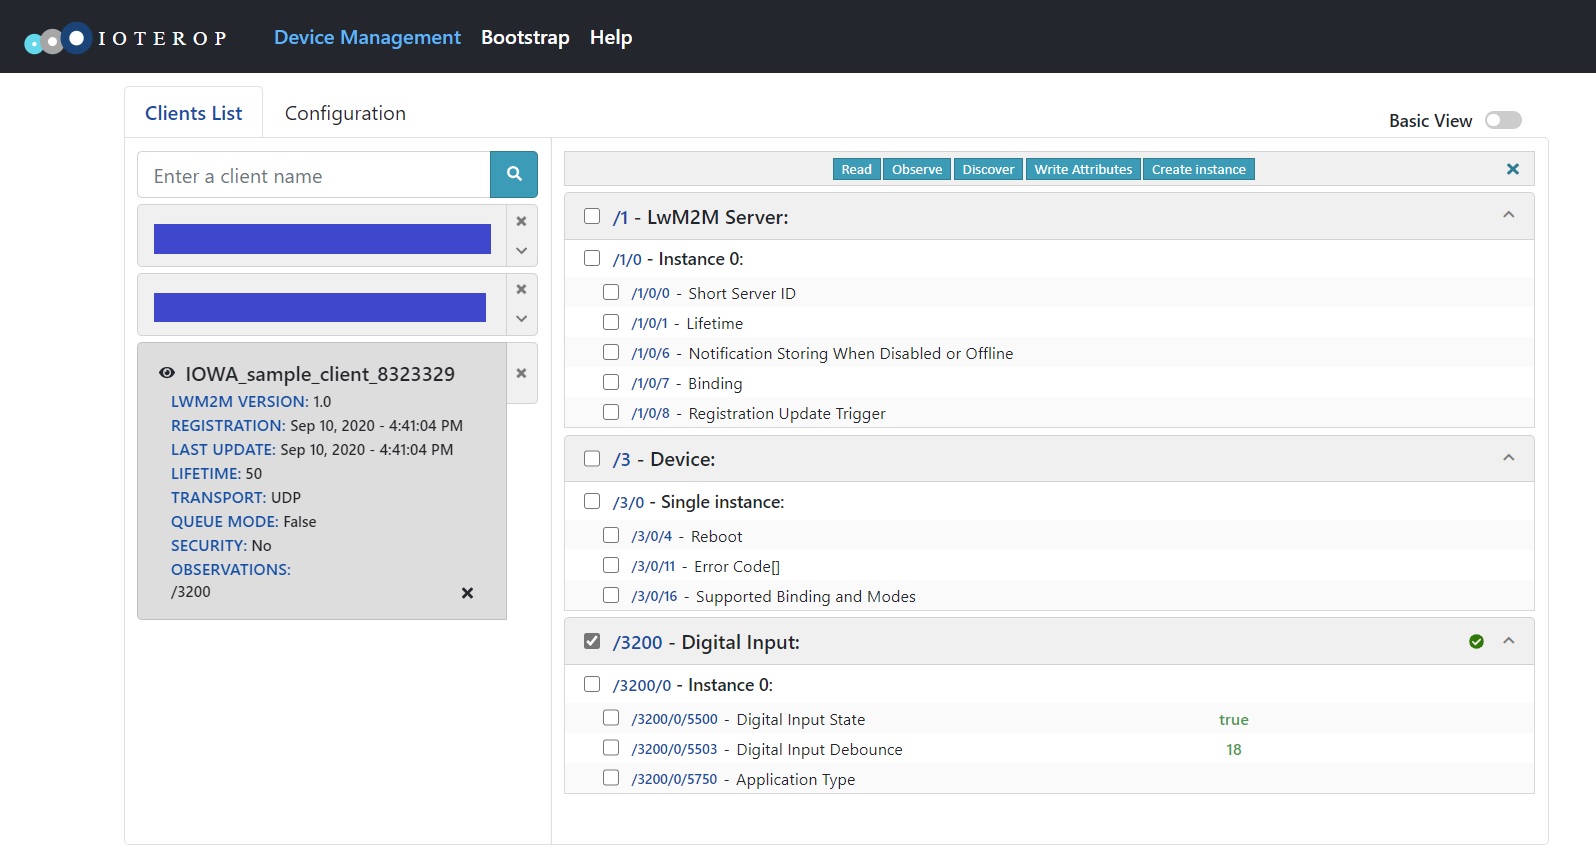 IOTEROP Device Management Bootstrap Help
Clients List Configuration
Basic View
Enter a client name
IOWA_sample_client_8323329
LWM2M VERSION: 1.0
REGISTRATION: Sep 10, 2020 - 4:41:04 PM
LAST UPDATE: Sep 10, 2020 - 4:41:04 PM
LIFETIME: 50
TRANSPORT: UDP
QUEUE MODE: False
SECURITY: No
OBSERVATIONS:
/3200
Read Observe Discover Write Attributes Create instance
/1 - LwM2M Server:
/1/0 - Instance 0:
/1/0/0 - Short Server ID
/1/0/1 - Lifetime
/1/0/6 - Notification Storing When Disabled or Offline
/1/0/7 - Binding
/1/0/8 - Registration Update Trigger
/3 - Device:
/3/0 - Single instance:
/3/0/4 - Reboot
/3/0/11 - Error Code[]
/3/0/16 - Supported Binding and Modes
/3200 - Digital Input:
/3200/0 - Instance 0:
/3200/0/5500 - Digital Input State true
/3200/0/5503 - Digital Input Debounce 18
/3200/0/5750 - Application Type